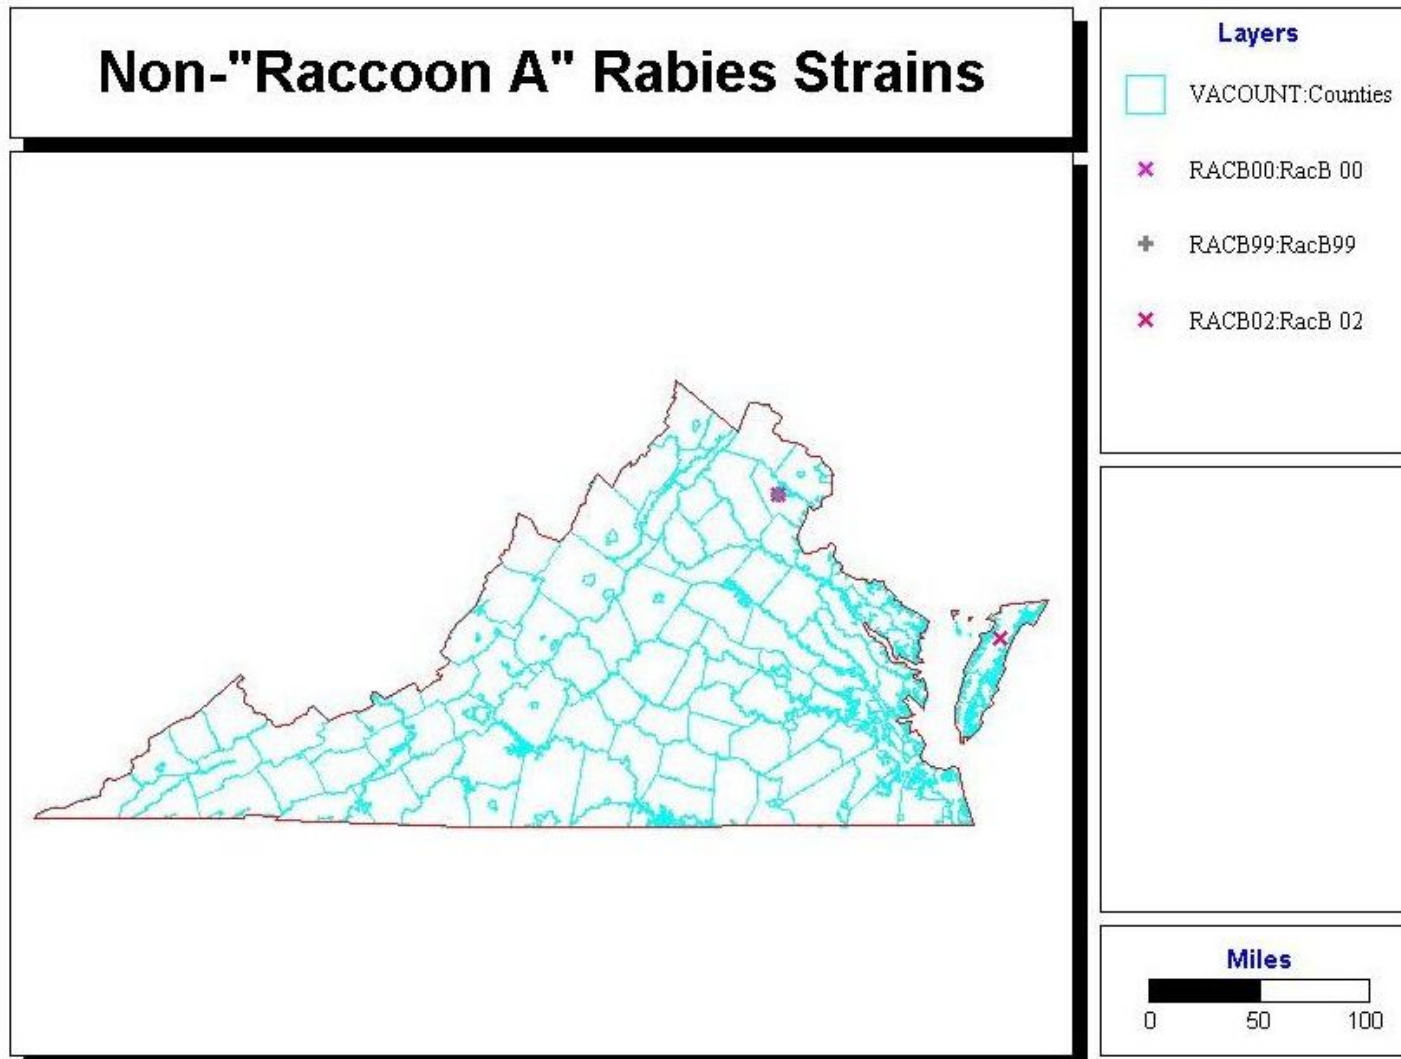 Non-"Raccoon A" Rabies Strains
Layers
VACOUNT:Counties
RACB00:RacB 00
RACB99:RacB99
RACB02:RacB 02
Miles
0 50 100